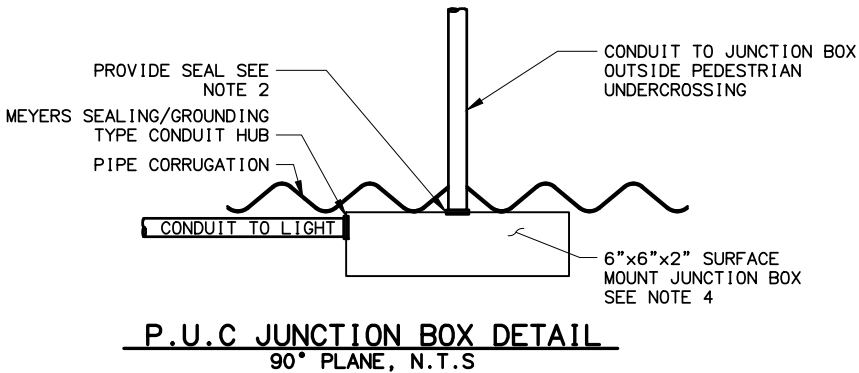 PROVIDE SEAL SEE
NOTE 2
MEYERS SEALING/GROUNDING
TYPE CONDUIT HUB
PIPE CORRUGATION
CONDUIT TO LIGHT
CONDUIT TO JUNCTION BOX
OUTSIDE PEDESTRIAN
UNDERCROSSING
6"x6"x2" SURFACE
MOUNT JUNCTION BOX
SEE NOTE 4
P.U.C JUNCTION BOX DETAIL
90° PLANE, N.T.S